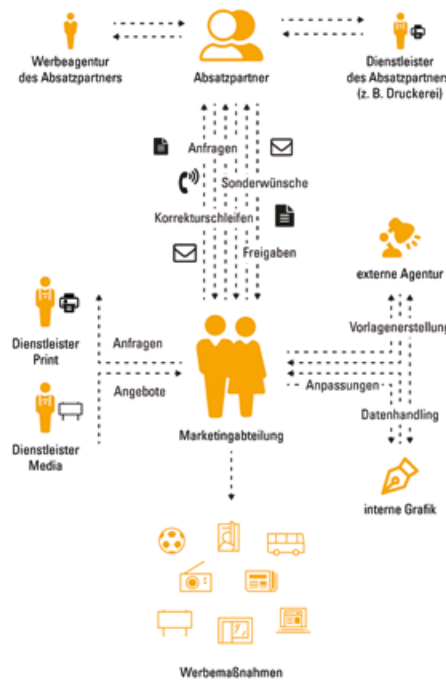 Werbeagentur
des Absatzpartners
Absatzpartner
Dienstleister
des Absatzpartners
(z. B. Druckerei)
Anfragen
Sonderwünsche
Korrekturschleifen
Freigaben
externe Agentur
Vorlagenerstellung
Dienstleister
Print
Anfragen
Angebote
Anpassungen
Dienstleister
Media
Marketingabteilung
Datenhandling
interne Grafik
Werbemaßnahmen